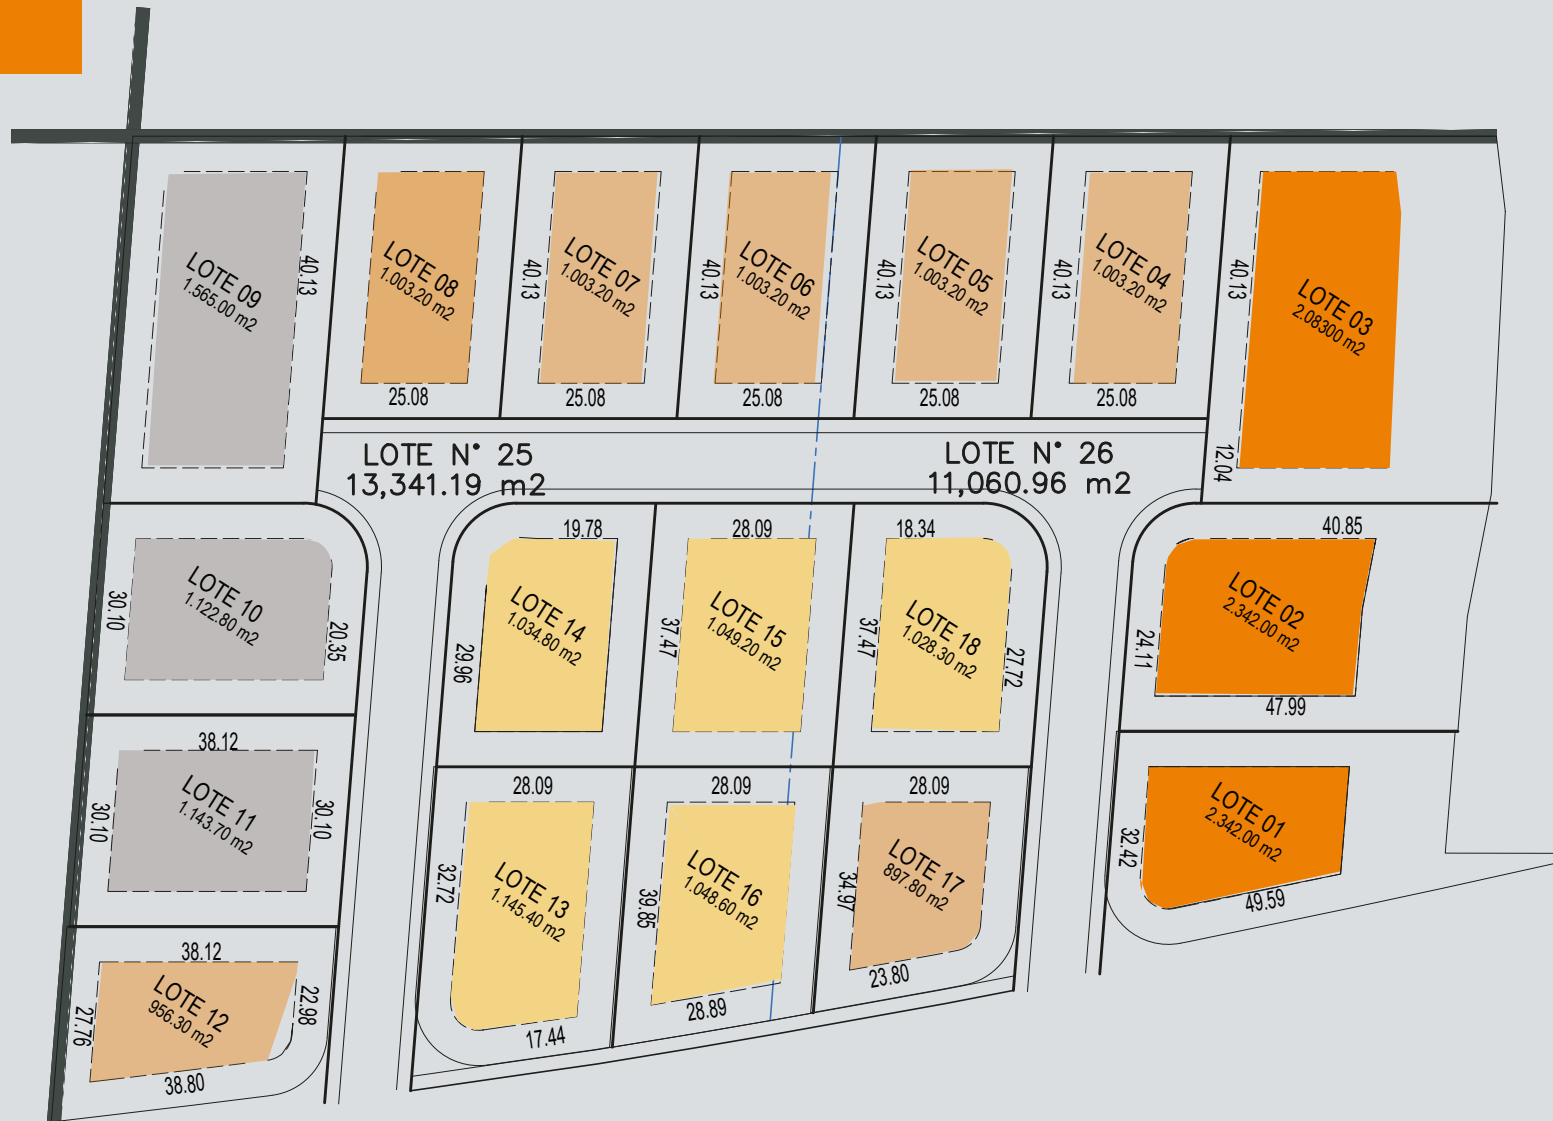 LOTE 09
1.565.00 m2
40.13
LOTE 08
1.003.20 m2
25.08
40.13
LOTE 07
1.003.20 m2
25.08
40.13
LOTE 06
1.003.20 m2
25.08
40.13
LOTE 05
1.003.20 m2
25.08
40.13
LOTE 04
1.003.20 m2
25.08
40.13
12.04
LOTE 03
2.08300 m2
LOTE N° 25
13,341.19 m2
LOTE N° 26
11,060.96 m2
30.10
LOTE 10
1.122.80 m2
20.35
19.78
29.96
LOTE 14
1.034.80 m2
28.09
37.47
LOTE 15
1.049.20 m2
18.34
37.47
LOTE 18
1.028.30 m2
27.72
40.85
24.11
LOTE 02
2.342.00 m2
47.99
38.12
30.10
LOTE 11
1.143.70 m2
30.10
28.09
32.72
LOTE 13
1.145.40 m2
17.44
28.09
39.85
LOTE 16
1.048.60 m2
28.89
28.09
34.97
LOTE 17
897.80 m2
23.80
32.42
LOTE 01
2.342.00 m2
49.59
38.12
27.76
LOTE 12
956.30 m2
22.98
38.80